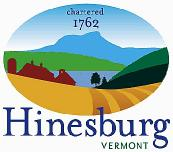 chartered
1762
Hinesburg
VERMONT